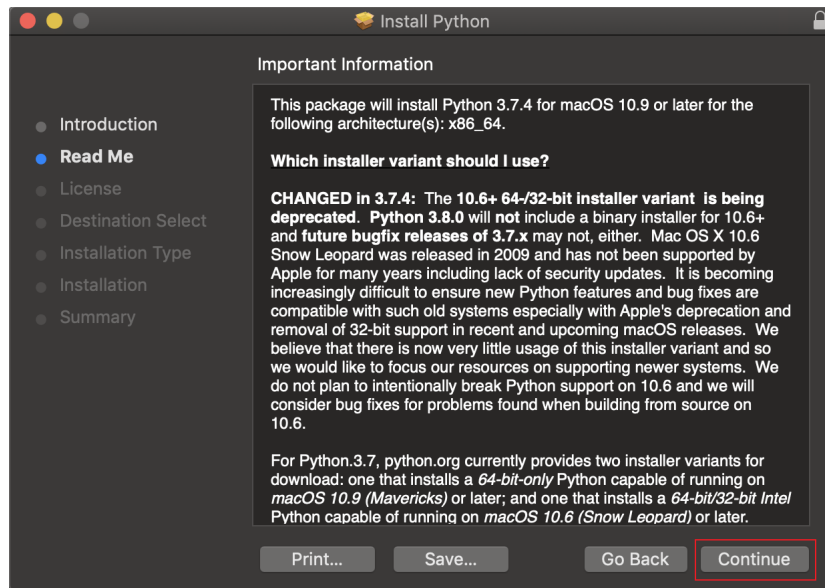 Install Python
Important Information
Introduction
Read Me
License
Destination Select
Installation Type
Installation
Summary
This package will install Python 3.7.4 for macOS 10.9 or later for the
following architecture(s): x86_64.
Which installer variant should I use?
CHANGED in 3.7.4:  The 10.6+ 64-/32-bit installer variant  is being
deprecated.  Python 3.8.0 will not include a binary installer for 10.6+
and future bugfix releases of 3.7.x may not, either.  Mac OS X 10.6
Snow Leopard was released in 2009 and has not been supported by
Apple for many years including lack of security updates.  It is becoming
increasingly difficult to ensure new Python features and bug fixes are
compatible with such old systems especially with Apple's deprecation and
removal of 32-bit support in recent and upcoming macOS releases.  We
believe that there is now very little usage of this installer variant and so
we would like to focus our resources on supporting newer systems.  We
do not plan to intentionally break Python support on 10.6 and we will
consider bug fixes for problems found when building from source on
10.6.
For Python.3.7, python.org currently provides two installer variants for
download: one that installs a 64-bit-only Python capable of running on
macOS 10.9 (Mavericks) or later; and one that installs a 64-bit/32-bit Intel
Python capable of running on macOS 10.6 (Snow Leopard) or later.
Print...
Save...
Go Back
Continue